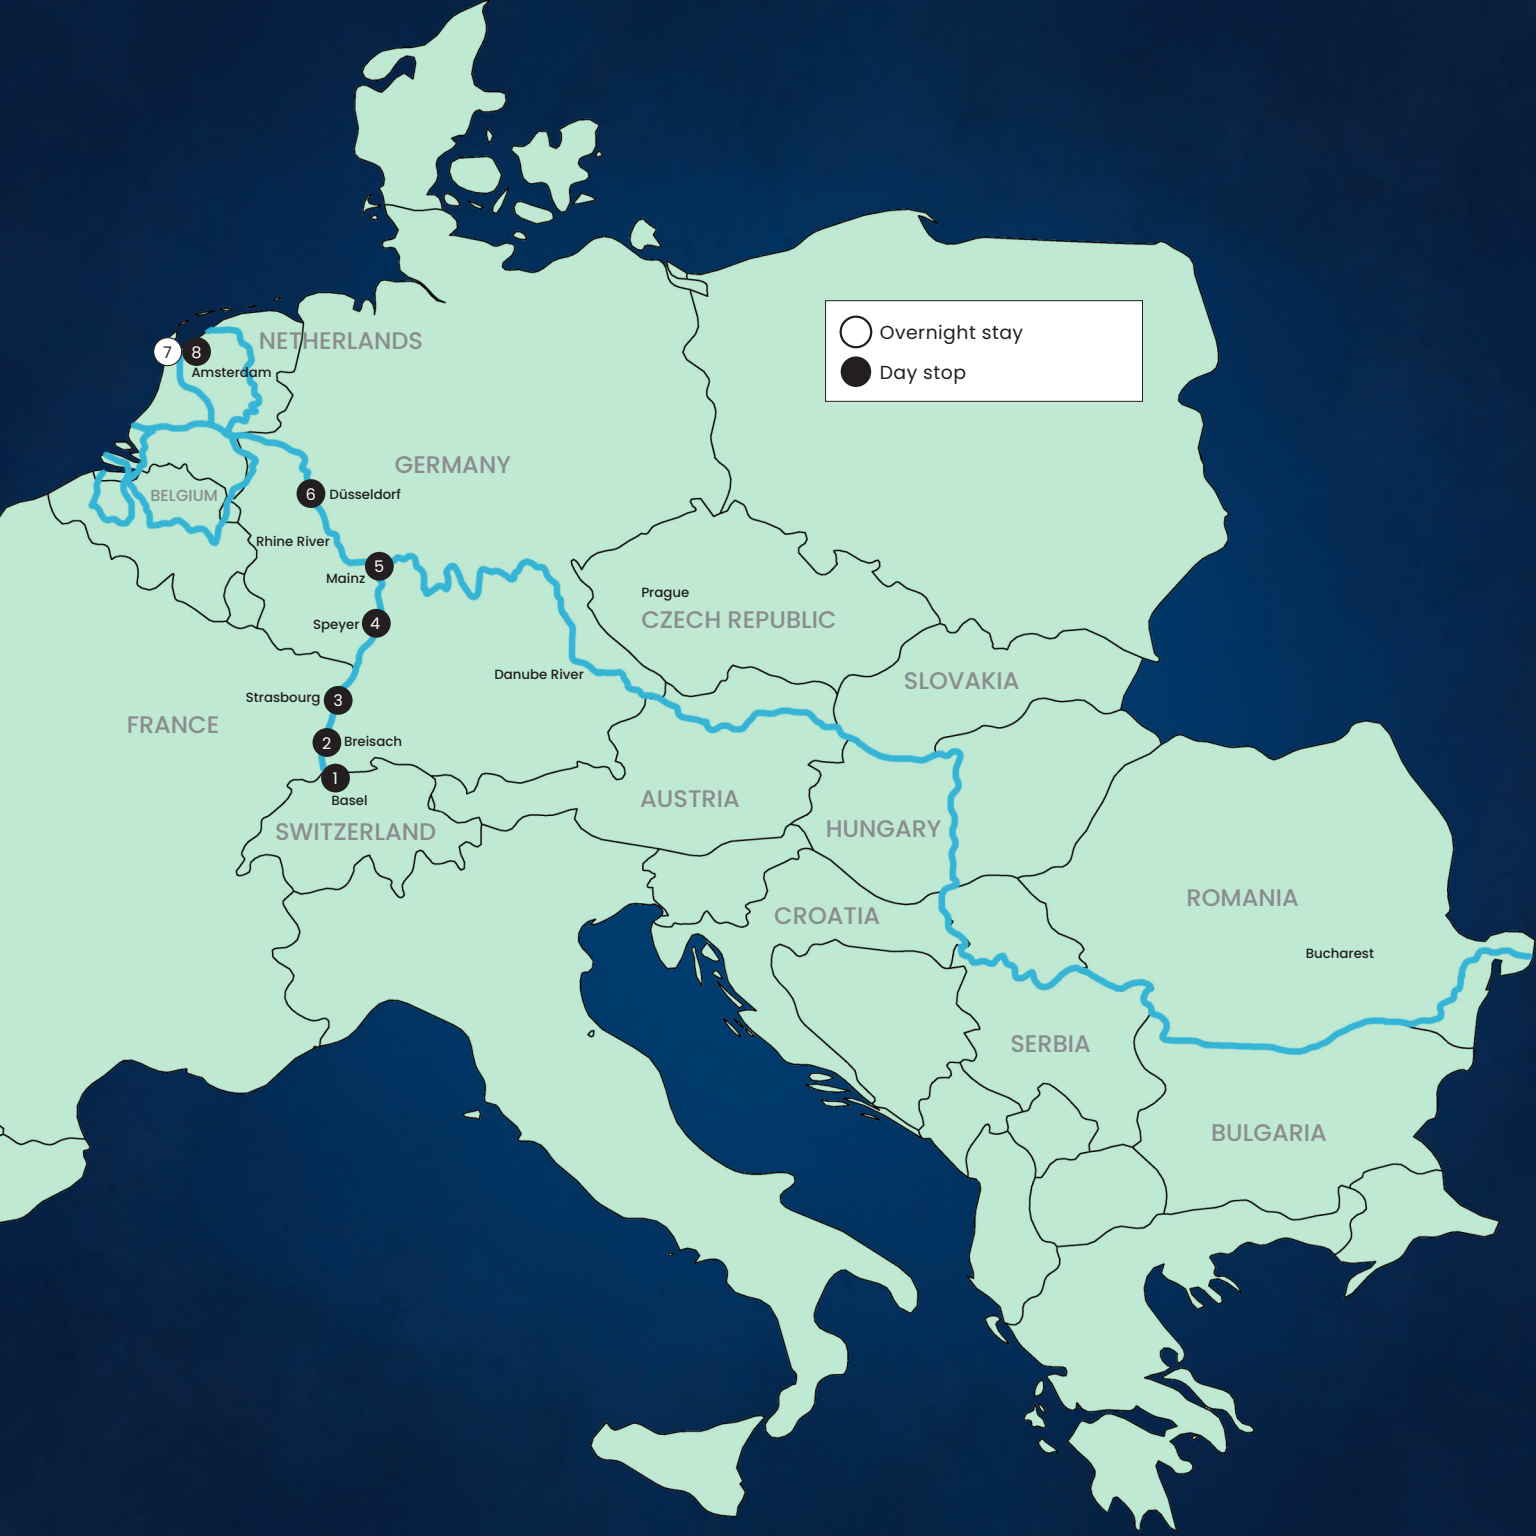 Overnight stay
Day stop
NETHERLANDS
7
8
Amsterdam
GERMANY
BELGIUM
6
Düsseldorf
Rhine River
5
Mainz
Prague
CZECH REPUBLIC
4
Speyer
Danube River
SLOVAKIA
3
Strasbourg
FRANCE
2
Breisach
1
Basel
AUSTRIA
SWITZERLAND
HUNGARY
ROMANIA
CROATIA
Bucharest
SERBIA
BULGARIA